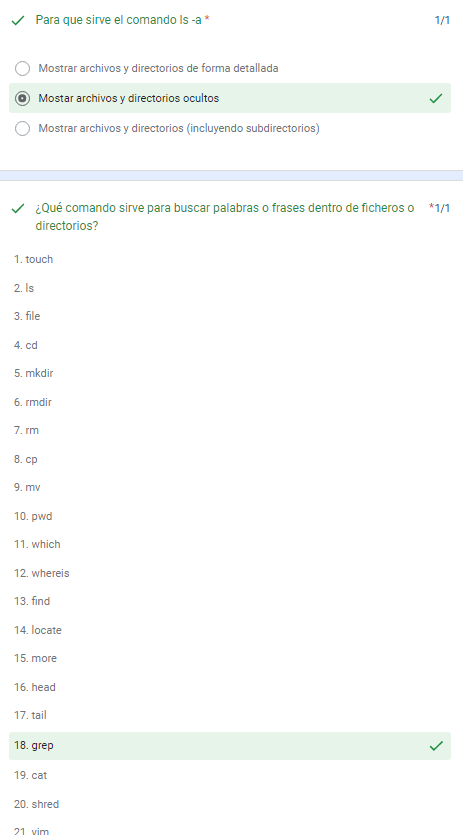 Para que sirve el comando ls -a * 1/1
Mostrar archivos y directorios de forma detallada
Mostar archivos y directorios ocultos
Mostrar archivos y directorios (incluyendo subdirectorios)
¿Qué comando sirve para buscar palabras o frases dentro de ficheros o *1/1
directorios?
1. touch
2. ls
3. file
4. cd
5. mkdir
6. rmdir
7. rm
8. cp
9. mv
10. pwd
11. which
12. whereis
13. find
14. locate
15. more
16. head
17. tail
18. grep
19. cat
20. shred
21. vim